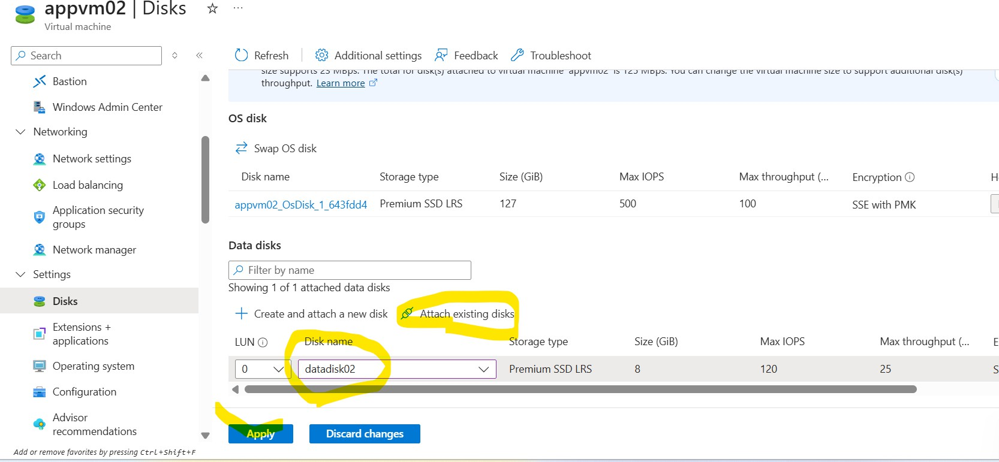 appvm02 | Disks
Virtual machine
Search
Refresh
Additional settings
Feedback
Troubleshoot
Bastion
Windows Admin Center
Networking
Network settings
Load balancing
Application security
groups
Network manager
Settings
Disks
Extensions +
applications
Operating system
Configuration
Advisor
recommendations
Add or remove favorites by pressing Ctrl+Shift+F
size supports 23 MBps. The total for disk(s) attached to virtual machine 'appvm02' is 125 MBps. You can change the virtual machine size to support additional disk(s)
throughput. Learn more
OS disk
Swap OS disk
Disk name Storage type Size (GiB) Max IOPS Max throughput (... Encryption
appvm02_OsDisk_1_643fdd4 Premium SSD LRS 127 500 100 SSE with PMK
Data disks
Filter by name
Showing 1 of 1 attached data disks
Create and attach a new disk Attach existing disks
LUN Disk name Storage type Size (GiB) Max IOPS Max throughput (...
0 datadisk02 Premium SSD LRS 8 120 25
Apply Discard changes